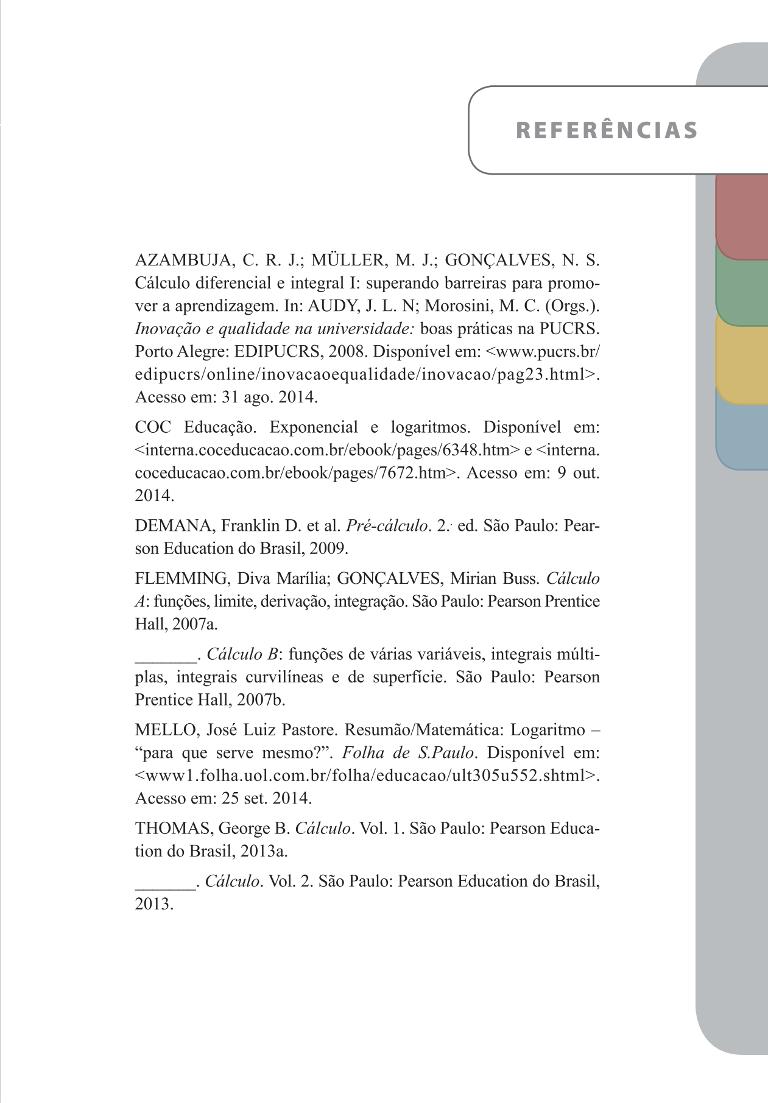 REFERÊNCIAS
AZAMBUJA, C. R. J.; MÜLLER, M. J.; GONÇALVES, N. S.
Cálculo diferencial e integral I: superando barreiras para promo-
ver a aprendizagem. In: AUDY, J. L. N; Morosini, M. C. (Orgs.).
Inovação e qualidade na universidade: boas práticas na PUCRS.
Porto Alegre: EDIPUCRS, 2008. Disponível em: <www.pucrs.br/
edipucrs/online/inovacaoequalidade/inovacao/pag23.html>.
Acesso em: 31 ago. 2014.
COC Educação. Exponencial e logaritmos. Disponível em:
<interna.coceducacao.com.br/ebook/pages/6348.htm> e <interna.
coceducacao.com.br/ebook/pages/7672.htm>. Acesso em: 9 out.
2014.
DEMANA, Franklin D. et al. Pré-cálculo. 2.· ed. São Paulo: Pear-
son Education do Brasil, 2009.
FLEMMING, Diva Marília; GONÇALVES, Mirian Buss. Cálculo
A: funções, limite, derivação, integração. São Paulo: Pearson Prentice
Hall, 2007a.
_______. Cálculo B: funções de várias variáveis, integrais múlti-
plas, integrais curvilíneas e de superfície. São Paulo: Pearson
Prentice Hall, 2007b.
MELLO, José Luiz Pastore. Resumão/Matemática: Logaritmo –
“para que serve mesmo?”. Folha de S.Paulo. Disponível em:
<www1.folha.uol.com.br/folha/educacao/ult305u552.shtml>.
Acesso em: 25 set. 2014.
THOMAS, George B. Cálculo. Vol. 1. São Paulo: Pearson Educa-
tion do Brasil, 2013a.
_______. Cálculo. Vol. 2. São Paulo: Pearson Education do Brasil,
2013.